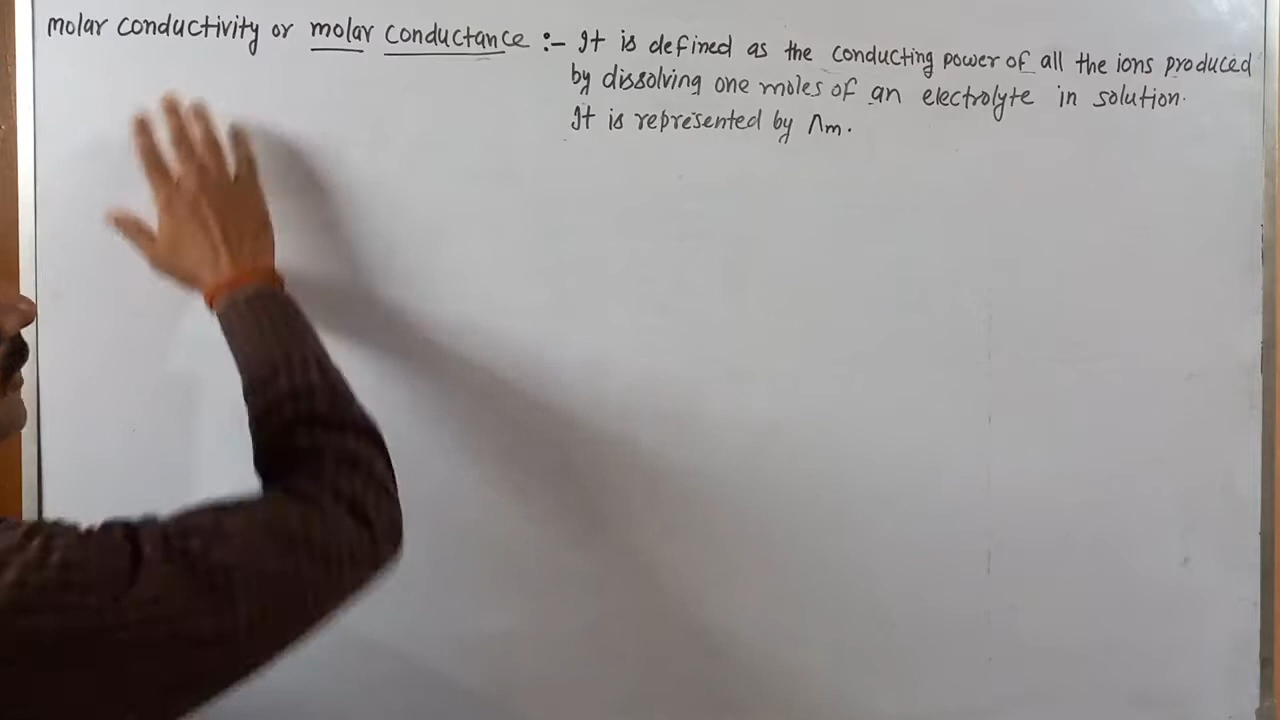 molar conductivity or molar conductance :- It is defined as the conducting power of all the ions produced
by dissolving one moles of an electrolyte in solution.
It is represented by Λm.